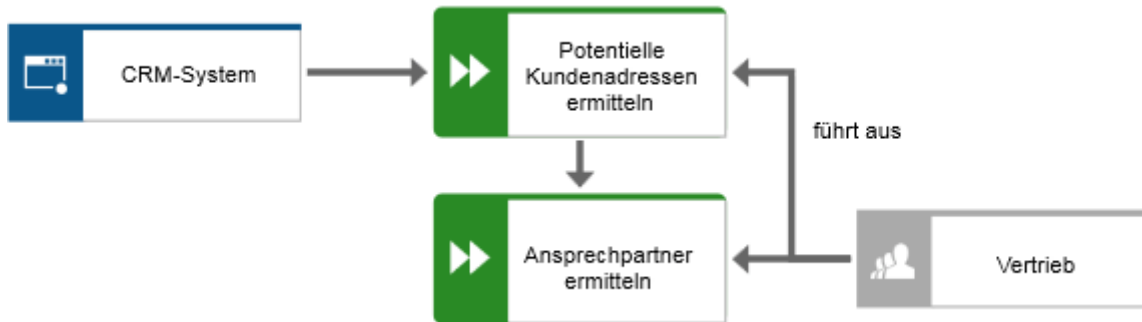 CRM-System
Potentielle
Kundenadressen
ermitteln
führt aus
Ansprechpartner
ermitteln
Vertrieb